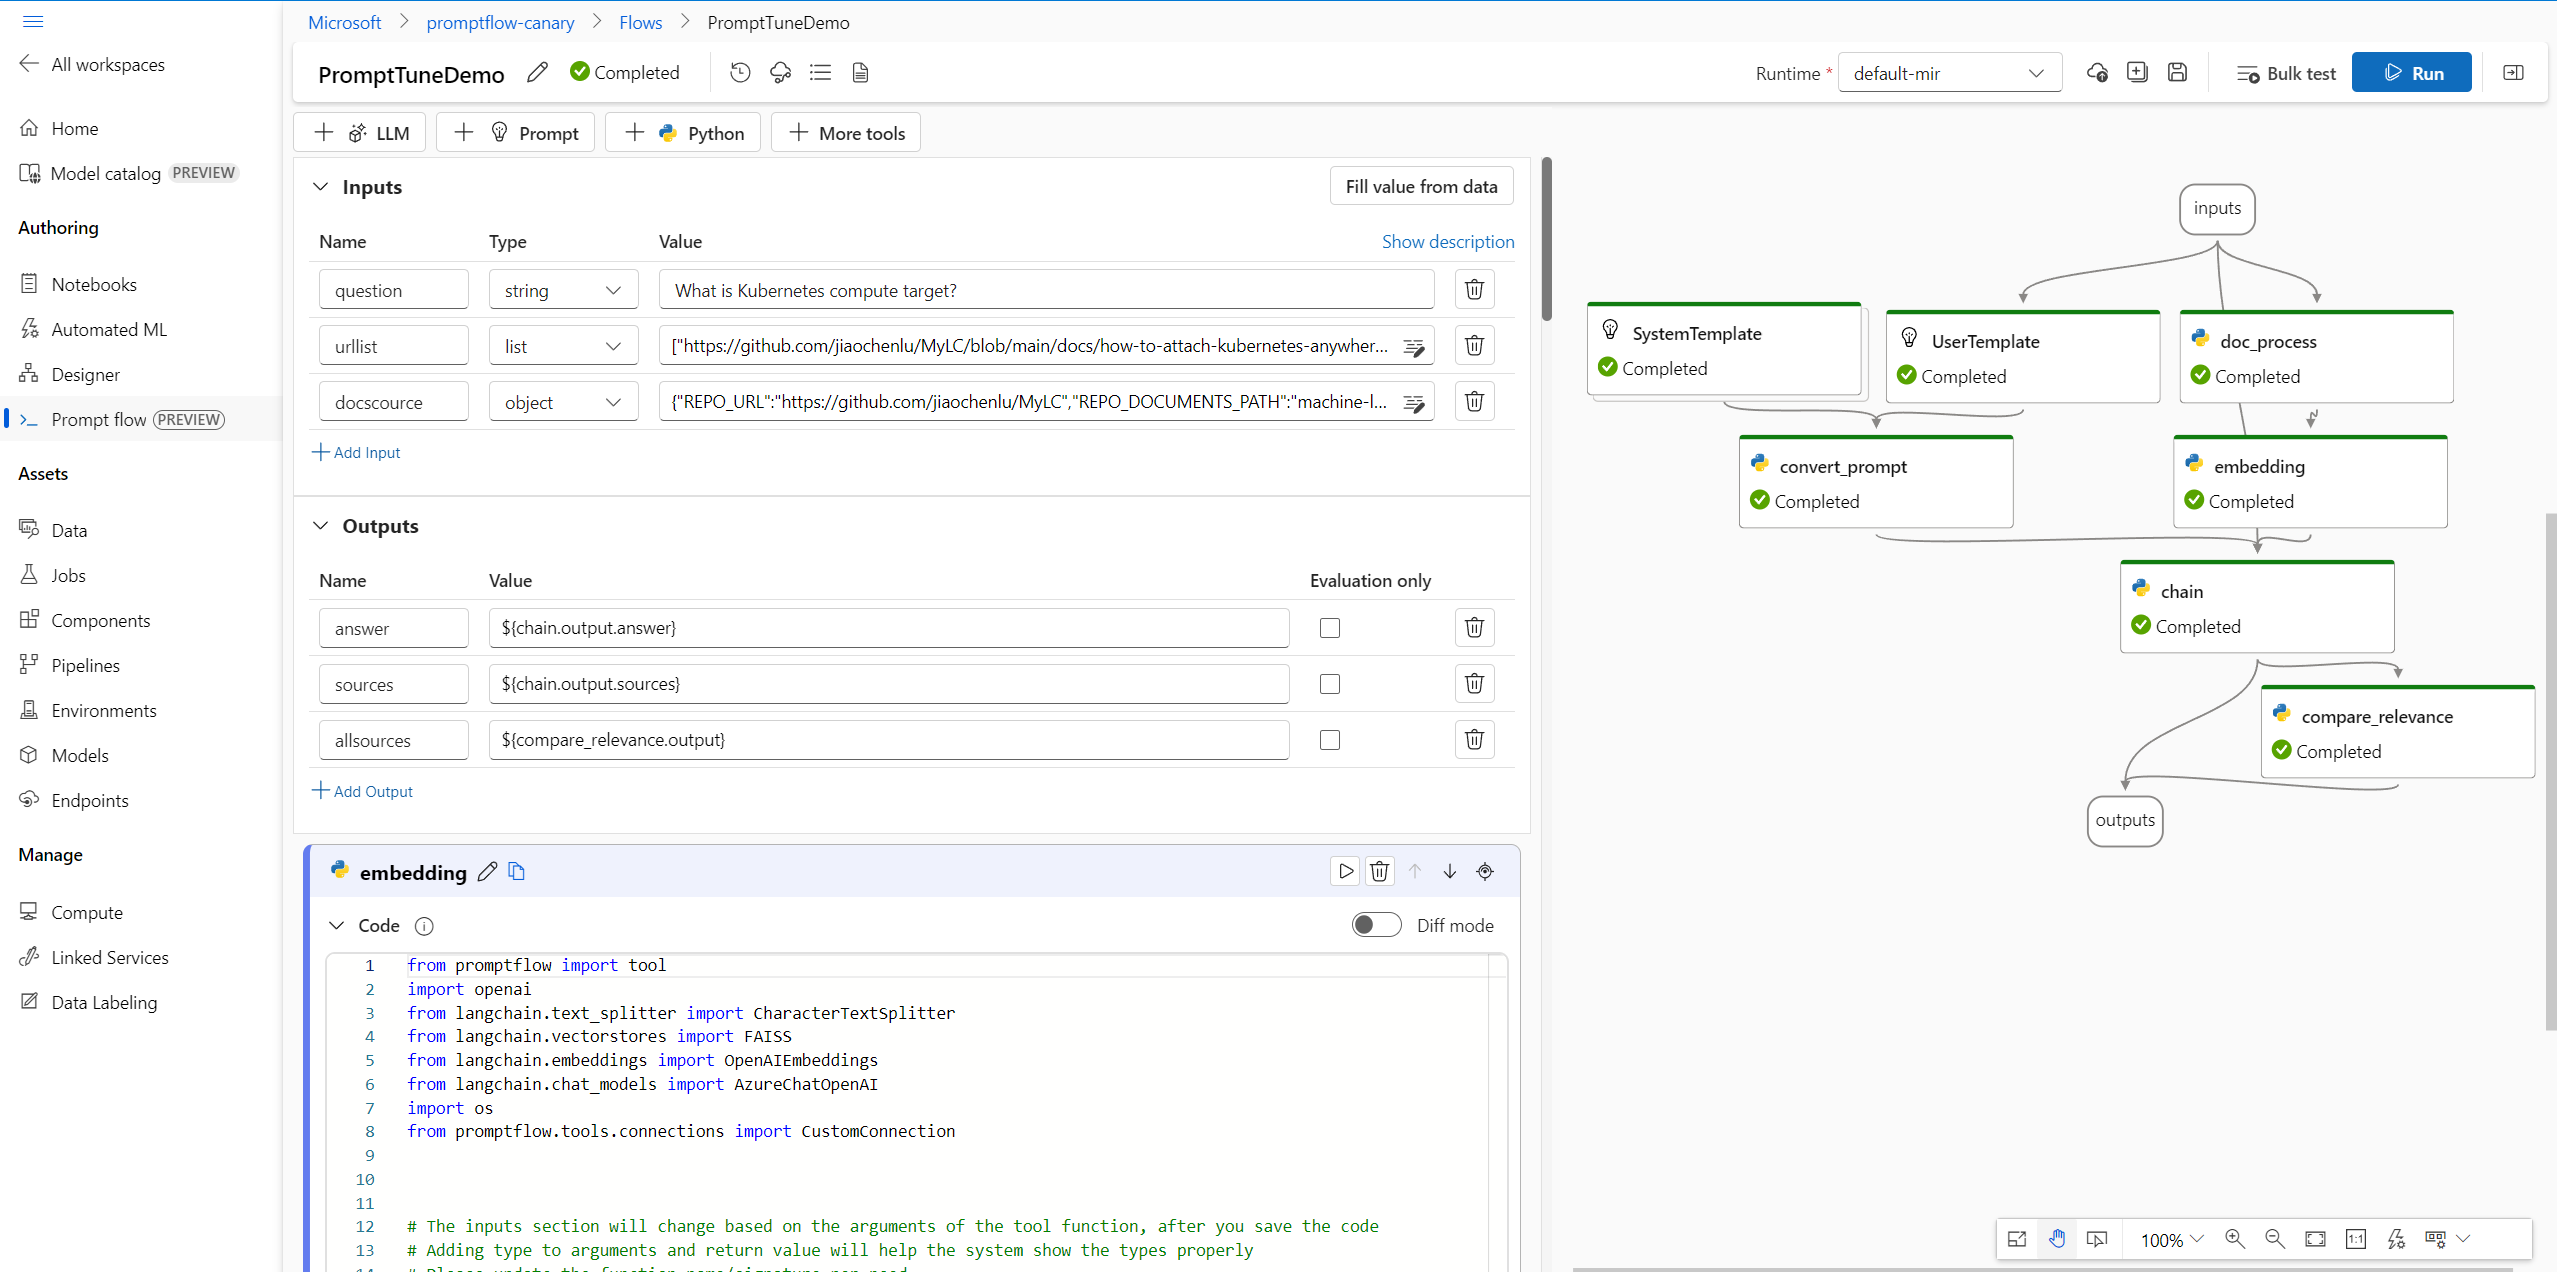 Microsoft > promptflow-canary > Flows > PromptTuneDemo
All workspaces
Home
Model catalog PREVIEW
Authoring
Notebooks
Automated ML
Designer
Prompt flow PREVIEW
Assets
Data
Jobs
Components
Pipelines
Environments
Models
Endpoints
Manage
Compute
Linked Services
Data Labeling
PromptTuneDemo Completed
Runtime * default-mir Bulk test Run
LLM Prompt Python More tools
Inputs Fill value from data
Name Type Value Show description
question string What is Kubernetes compute target?
urllist list ["https://github.com/jiaochenlu/MyLC/blob/main/docs/how-to-attach-kubernetes-anywher...
docscource object {"REPO_URL":"https://github.com/jiaochenlu/MyLC","REPO_DOCUMENTS_PATH":"machine-l...
Add Input
Outputs
Name Value Evaluation only
answer ${chain.output.answer}
sources ${chain.output.sources}
allsources ${compare_relevance.output}
Add Output
embedding
Code Diff mode
1 from promptflow import tool
2 import openai
3 from langchain.text_splitter import CharacterTextSplitter
4 from langchain.vectorstores import FAISS
5 from langchain.embeddings import OpenAIEmbeddings
6 from langchain.chat_models import AzureChatOpenAI
7 import os
8 from promptflow.tools.connections import CustomConnection
9
10
11
12 # The inputs section will change based on the arguments of the tool function, after you save the code
13 # Adding type to arguments and return value will help the system show the types properly
inputs
SystemTemplate
Completed
UserTemplate
Completed
doc_process
Completed
convert_prompt
Completed
embedding
Completed
chain
Completed
compare_relevance
Completed
outputs
100% 1:1